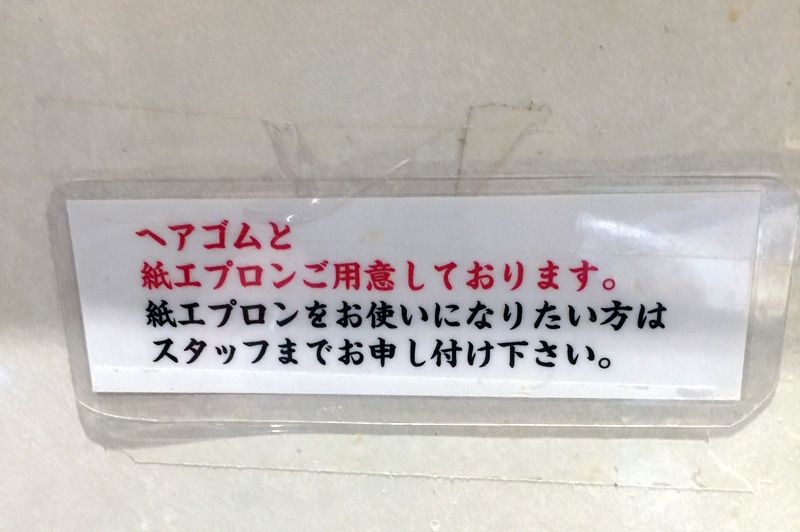 ヘアゴムと
紙エプロンご用意しております。
紙エプロンをお使いになりたい方は
スタッフまでお申し付け下さい。